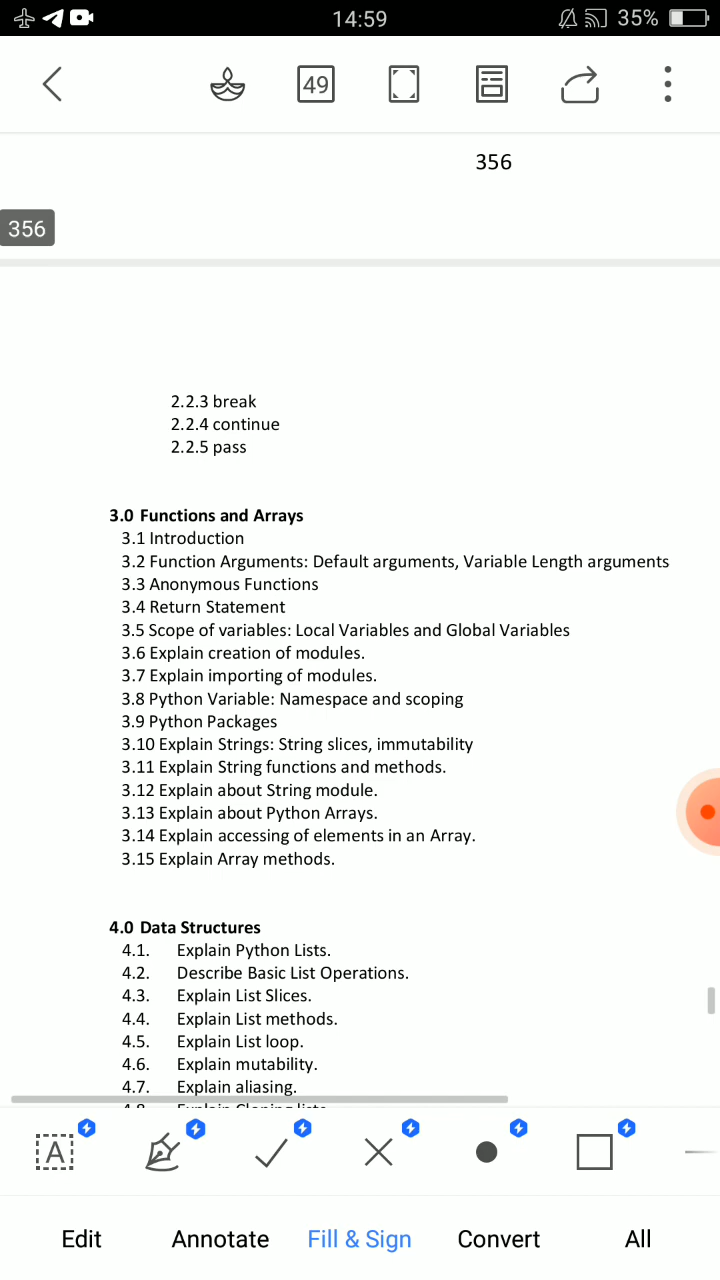 14:59
35%
49
356
356
2.2.3 break
2.2.4 continue
2.2.5 pass
3.0 Functions and Arrays
3.1 Introduction
3.2 Function Arguments: Default arguments, Variable Length arguments
3.3 Anonymous Functions
3.4 Return Statement
3.5 Scope of variables: Local Variables and Global Variables
3.6 Explain creation of modules.
3.7 Explain importing of modules.
3.8 Python Variable: Namespace and scoping
3.9 Python Packages
3.10 Explain Strings: String slices, immutability
3.11 Explain String functions and methods.
3.12 Explain about String module.
3.13 Explain about Python Arrays.
3.14 Explain accessing of elements in an Array.
3.15 Explain Array methods.
4.0 Data Structures
4.1. Explain Python Lists.
4.2. Describe Basic List Operations.
4.3. Explain List Slices.
4.4. Explain List methods.
4.5. Explain List loop.
4.6. Explain mutability.
4.7. Explain aliasing.
A
Edit Annotate Fill & Sign Convert All